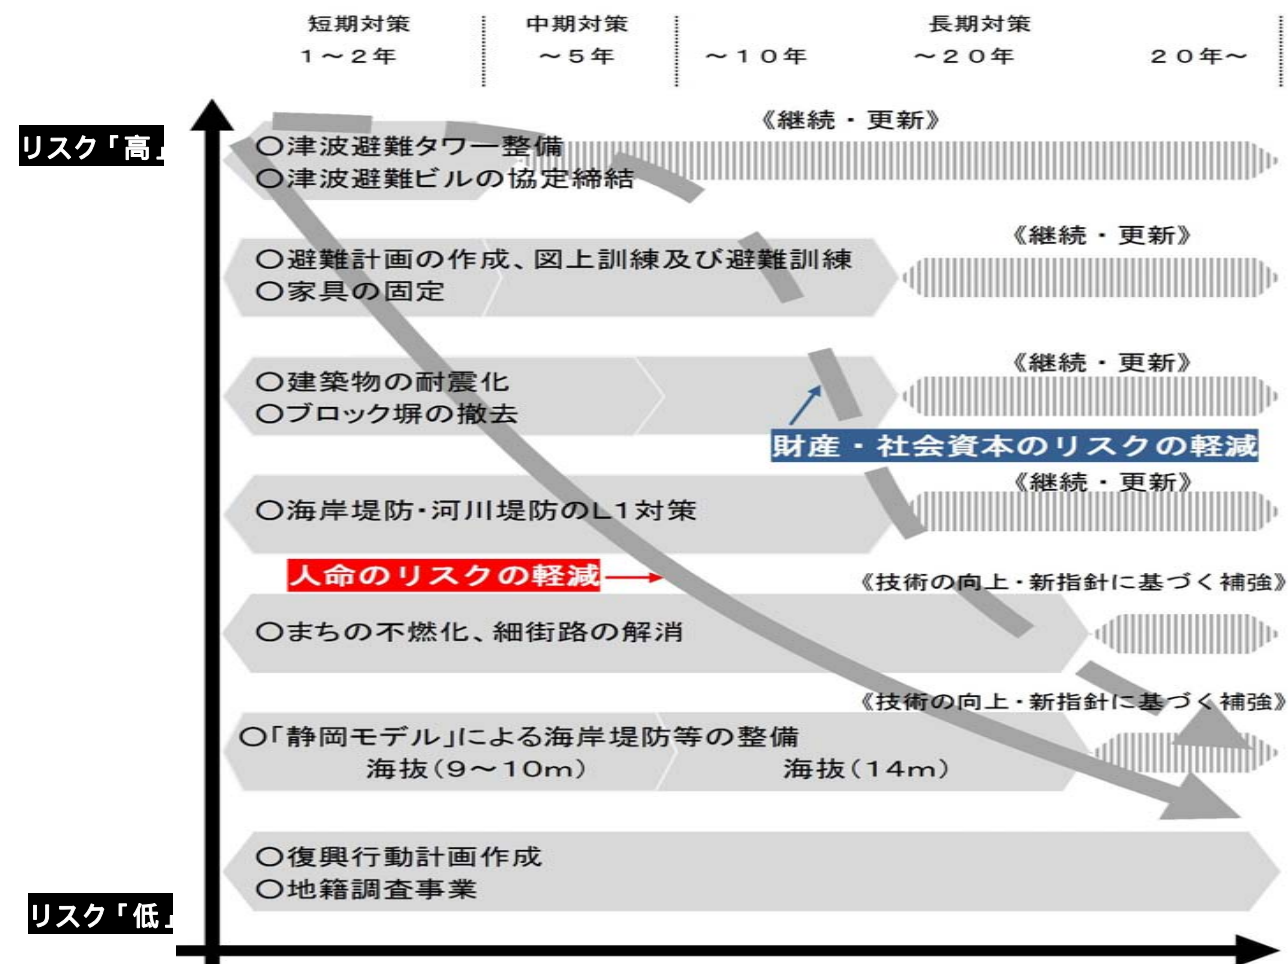 短期対策
中期対策
長期対策
1～2年
～5年
～10年
～20年
20年～
リスク「高」
《継続・更新》
○津波避難タワー整備
○津波避難ビルの協定締結
《継続・更新》
○避難計画の作成、図上訓練及び避難訓練
○家具の固定
《継続・更新》
○建築物の耐震化
○ブロック塀の撤去
財産・社会資本のリスクの軽減
《継続・更新》
○海岸堤防・河川堤防のL1対策
人命のリスクの軽減
《技術の向上・新指針に基づく補強》
○まちの不燃化、細街路の解消
《技術の向上・新指針に基づく補強》
○「静岡モデル」による海岸堤防等の整備
海抜(9～10m)
海抜(14m)
○復興行動計画作成
○地籍調査事業
リスク「低」